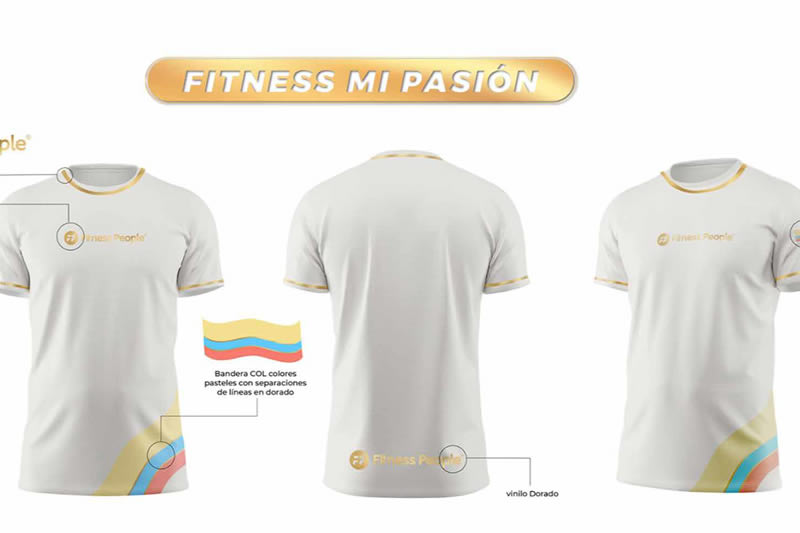 FITNESS MI PASIÓN
ple®
Fitness People®
Fitness People®
Bandera COL colores
pasteles con separaciones
de líneas en dorado
Fitness People®
vinilo Dorado